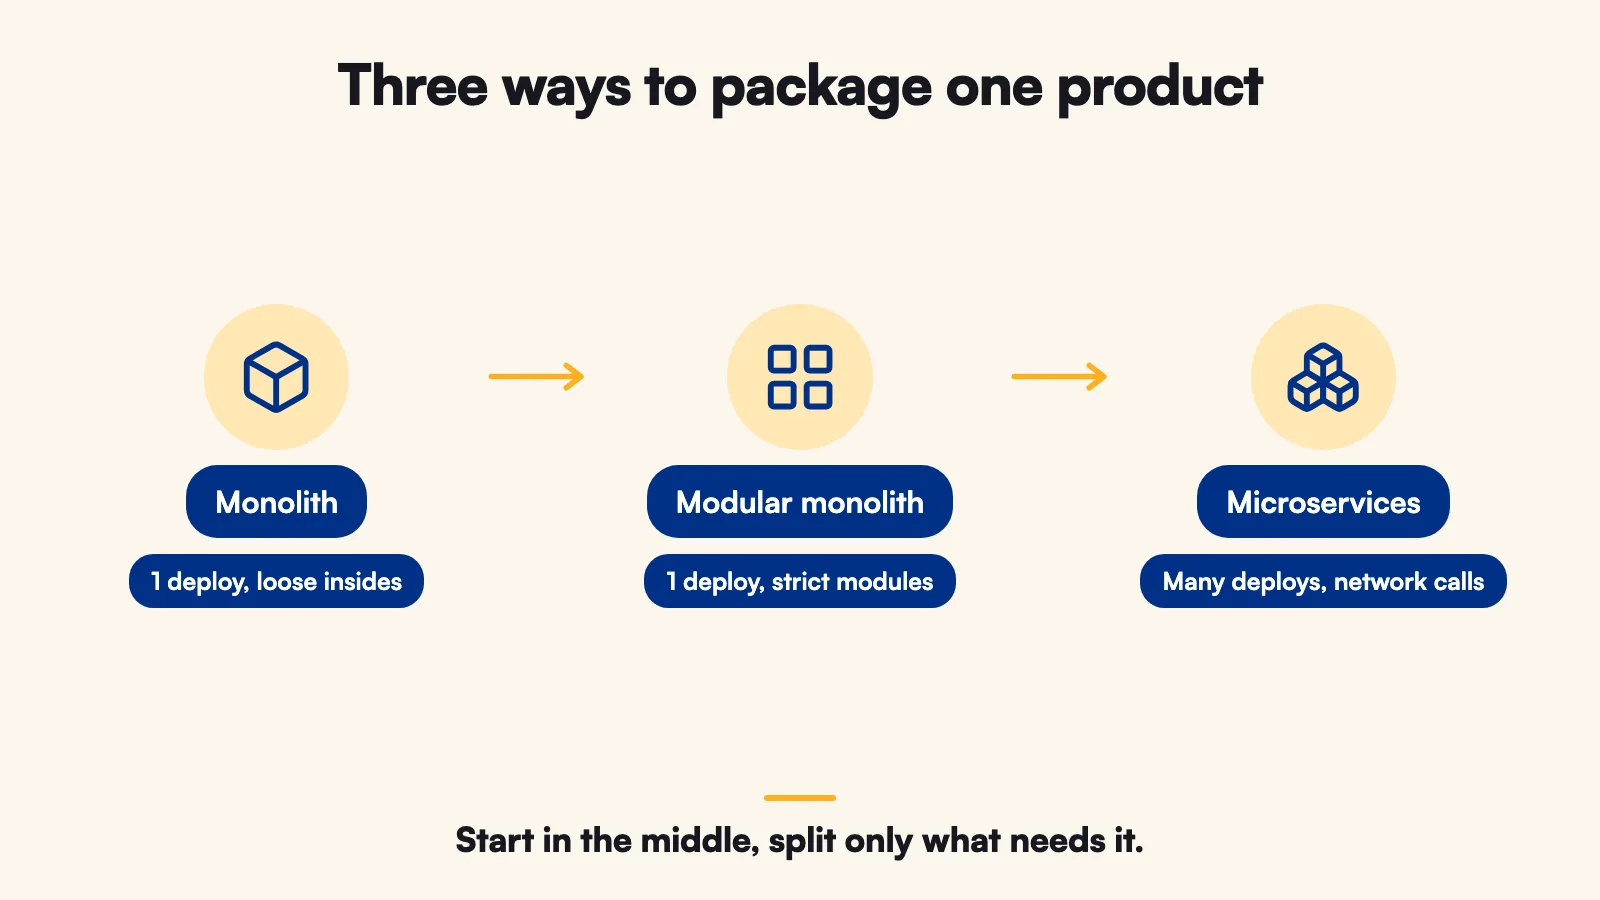 Three ways to package one product
Monolith
1 deploy, loose insides
Modular monolith
1 deploy, strict modules
Microservices
Many deploys, network calls
Start in the middle, split only what needs it.